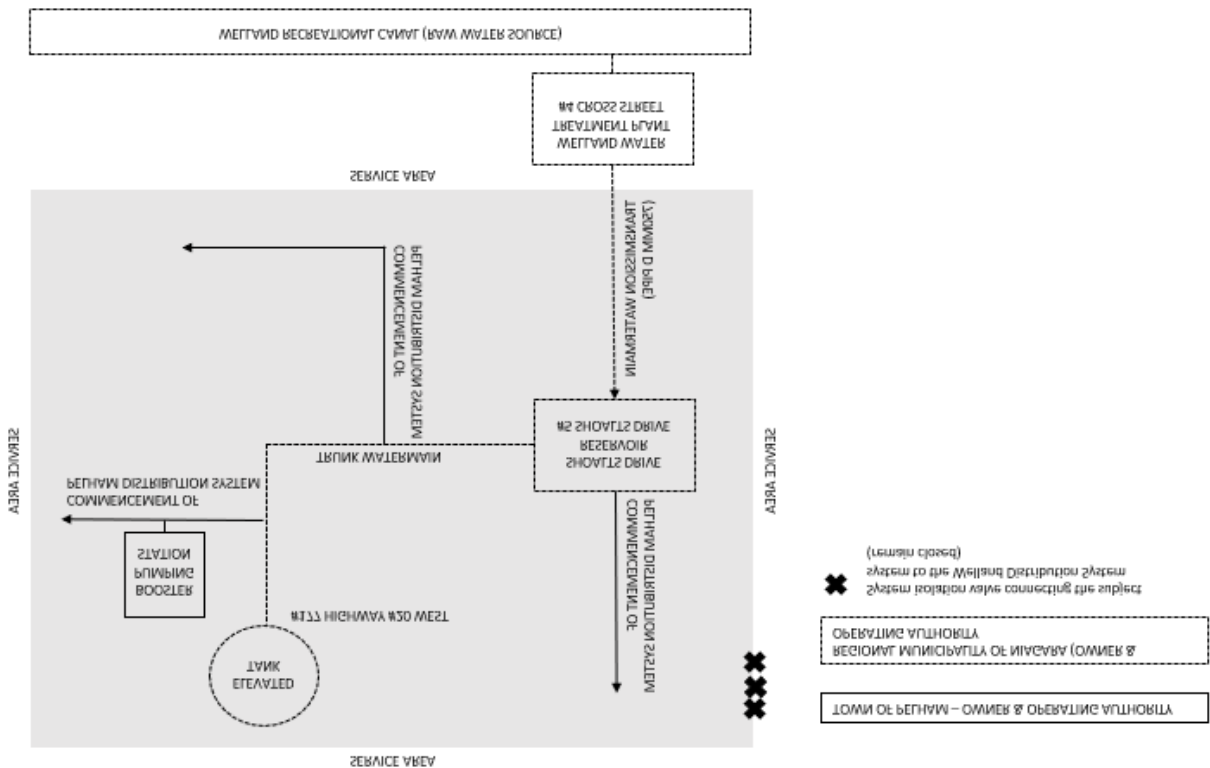 SERVICE AREA
TOWN OF PELHAM – OWNER & OPERATING AUTHORITY
REGIONAL MUNICIPALITY OF NIAGARA (OWNER &
OPERATING AUTHORITY
System isolation valve connecting the subject
system to the Welland Distribution System
(remain closed)
ELEVATED
TANK
#177 HIGHWAY #20 WEST
BOOSTER
PUMPING
STATION
COMMENCEMENT OF
PELHAM DISTRIBUTION SYSTEM
COMMENCEMENT OF
PELHAM DISTRIBUTION SYSTEM
SERVICE AREA
SERVICE AREA
SHOALTS DRIVE
RESERVOIR
#5 SHOALTS DRIVE
TRUNK WATERMAIN
COMMENCEMENT OF
PELHAM DISTRIBUTION SYSTEM
TRANSMISSION WATERMAIN
(750MM D PIPE)
SERVICE AREA
WELLAND WATER
TREATMENT PLANT
#4 CROSS STREET
WELLAND RECREATIONAL CANAL (RAW WATER SOURCE)